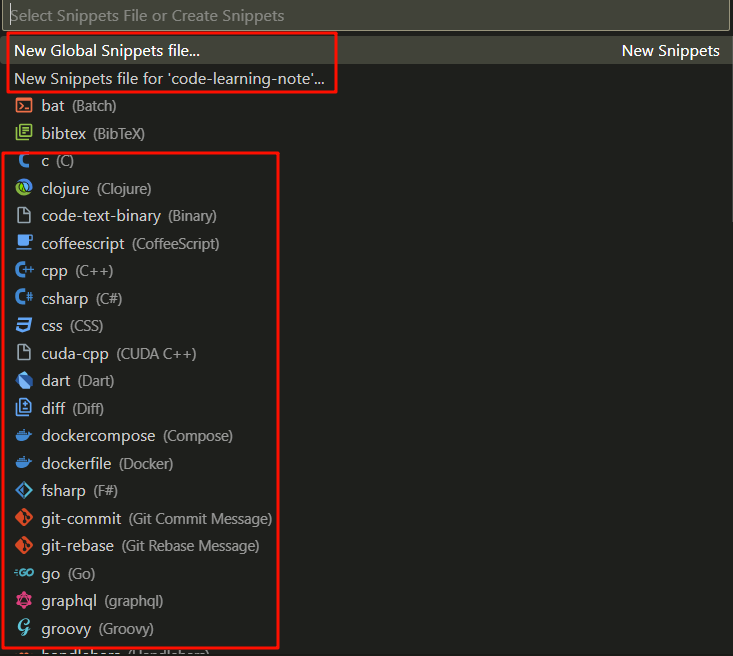 Select Snippets File or Create Snippets
New Global Snippets file... New Snippets
New Snippets file for 'code-learning-note'...
bat (Batch)
bibtex (BibTeX)
c (C)
clojure (Clojure)
code-text-binary (Binary)
coffeescript (CoffeeScript)
cpp (C++)
csharp (C#)
css (CSS)
cuda-cpp (CUDA C++)
dart (Dart)
diff (Diff)
dockercompose (Compose)
dockerfile (Docker)
fsharp (F#)
git-commit (Git Commit Message)
git-rebase (Git Rebase Message)
go (Go)
graphql (graphql)
groovy (Groovy)